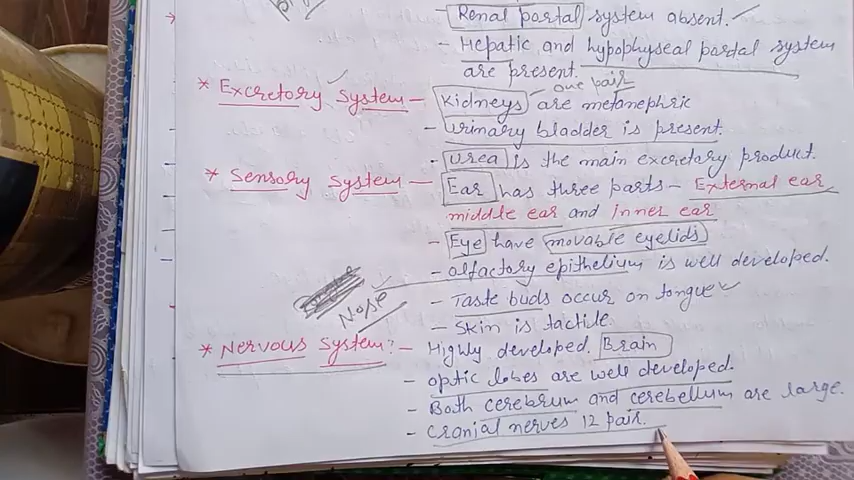 - Renal portal system absent.
- Hepatic and hypophyseal portal system
are present.
one pair
* Excretory system - Kidneys are metanephric
- Urinary bladder is present.
- Urea is the main excretory product.
* Sensory system - Ear has three parts - External ear
middle ear and inner ear
- Eye have movable eyelids
- olfactory epithelium is well developed.
Nose
- Taste buds occur on tongue
- Skin is tactile.
* Nervous system: - Highly developed. Brain
- optic lobes are well developed.
- Both cerebrum and cerebellum are large.
- Cranial nerves 12 pair.